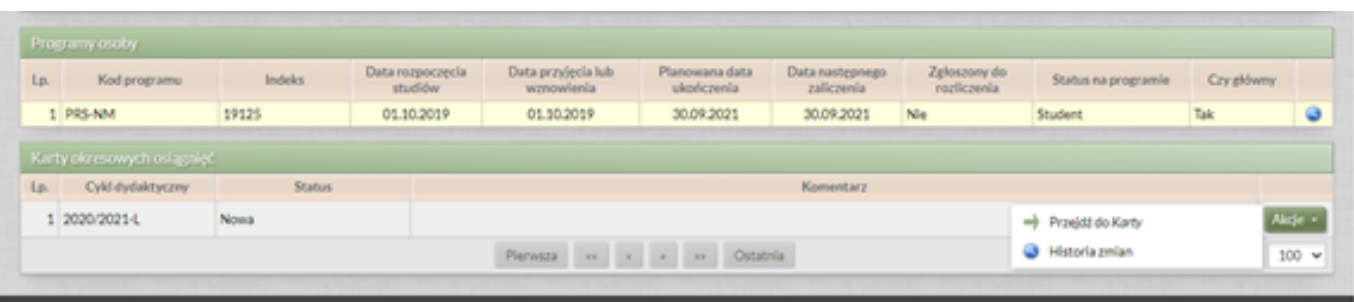 Programy osoby
Lp. Kod programu Indeks Data rozpoczęcia studiów Data przyjęcia lub wznowienia Planowana data ukończenia Data następnego zaliczenia Zgłoszony do rozliczenia Status na programie Czy główny
1 PRS-NM 19125 01.10.2019 01.10.2019 30.09.2021 30.09.2021 Nie Student Tak
Karty okresowych osiągnięć
Lp. Cykl dydaktyczny Status Komentarz
1 2020/2021-L Nowa Akcje
Przejdź do Karty
Historia zmian
Pierwsza «« « » »» Ostatnia 100